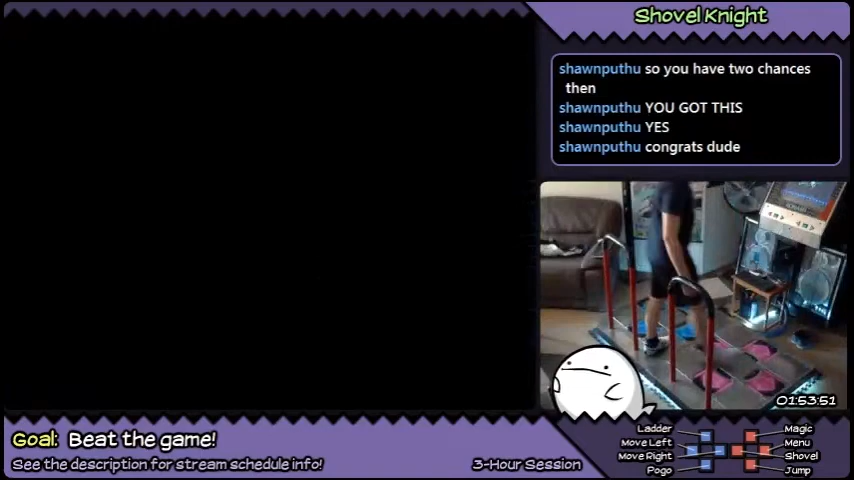 Shovel Knight
shawnputhu so you have two chances
then
shawnputhu YOU GOT THIS
shawnputhu YES
shawnputhu congrats dude
01:53:51
Goal: Beat the game!
See the description for stream schedule info!
3-Hour Session
Ladder
Move Left
Move Right
Pogo
Magic
Menu
Shovel
Jump